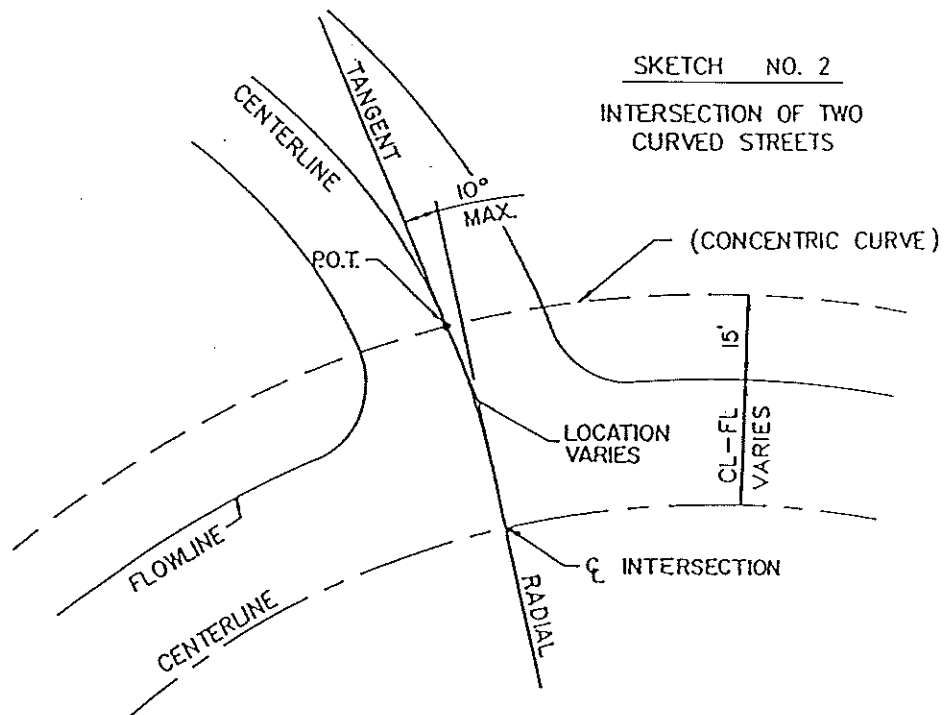 SKETCH NO. 2
INTERSECTION OF TWO
CURVED STREETS
TANGENT
CENTERLINE
10°
MAX.
(CONCENTRIC CURVE)
P.O.T.
15'
LOCATION
VARIES
CL-FL
VARIES
FLOWLINE
℄ INTERSECTION
CENTERLINE
RADIAL